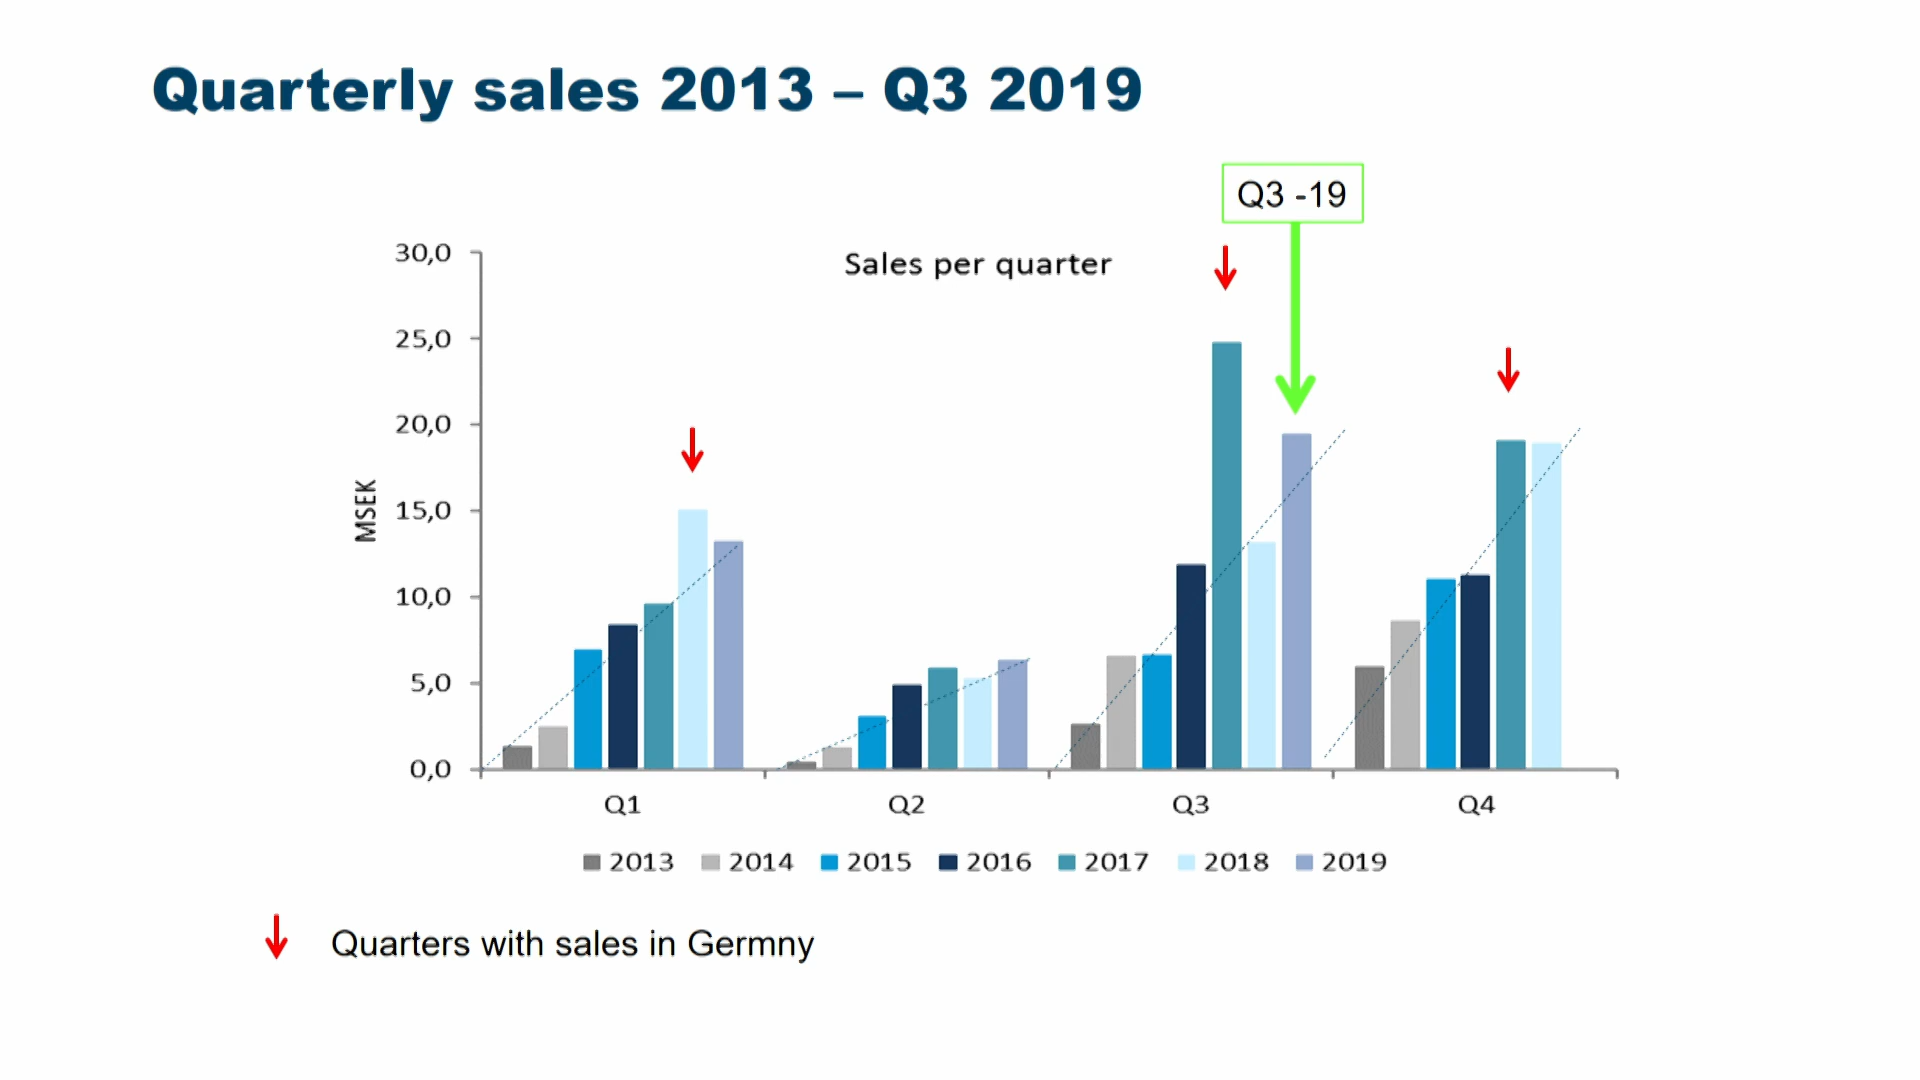 Quarterly sales 2013 – Q3 2019
Q3 -19
Sales per quarter
30,0
25,0
20,0
15,0
10,0
5,0
0,0
MSEK
Q1 Q2 Q3 Q4
2013 2014 2015 2016 2017 2018 2019
Quarters with sales in Germny